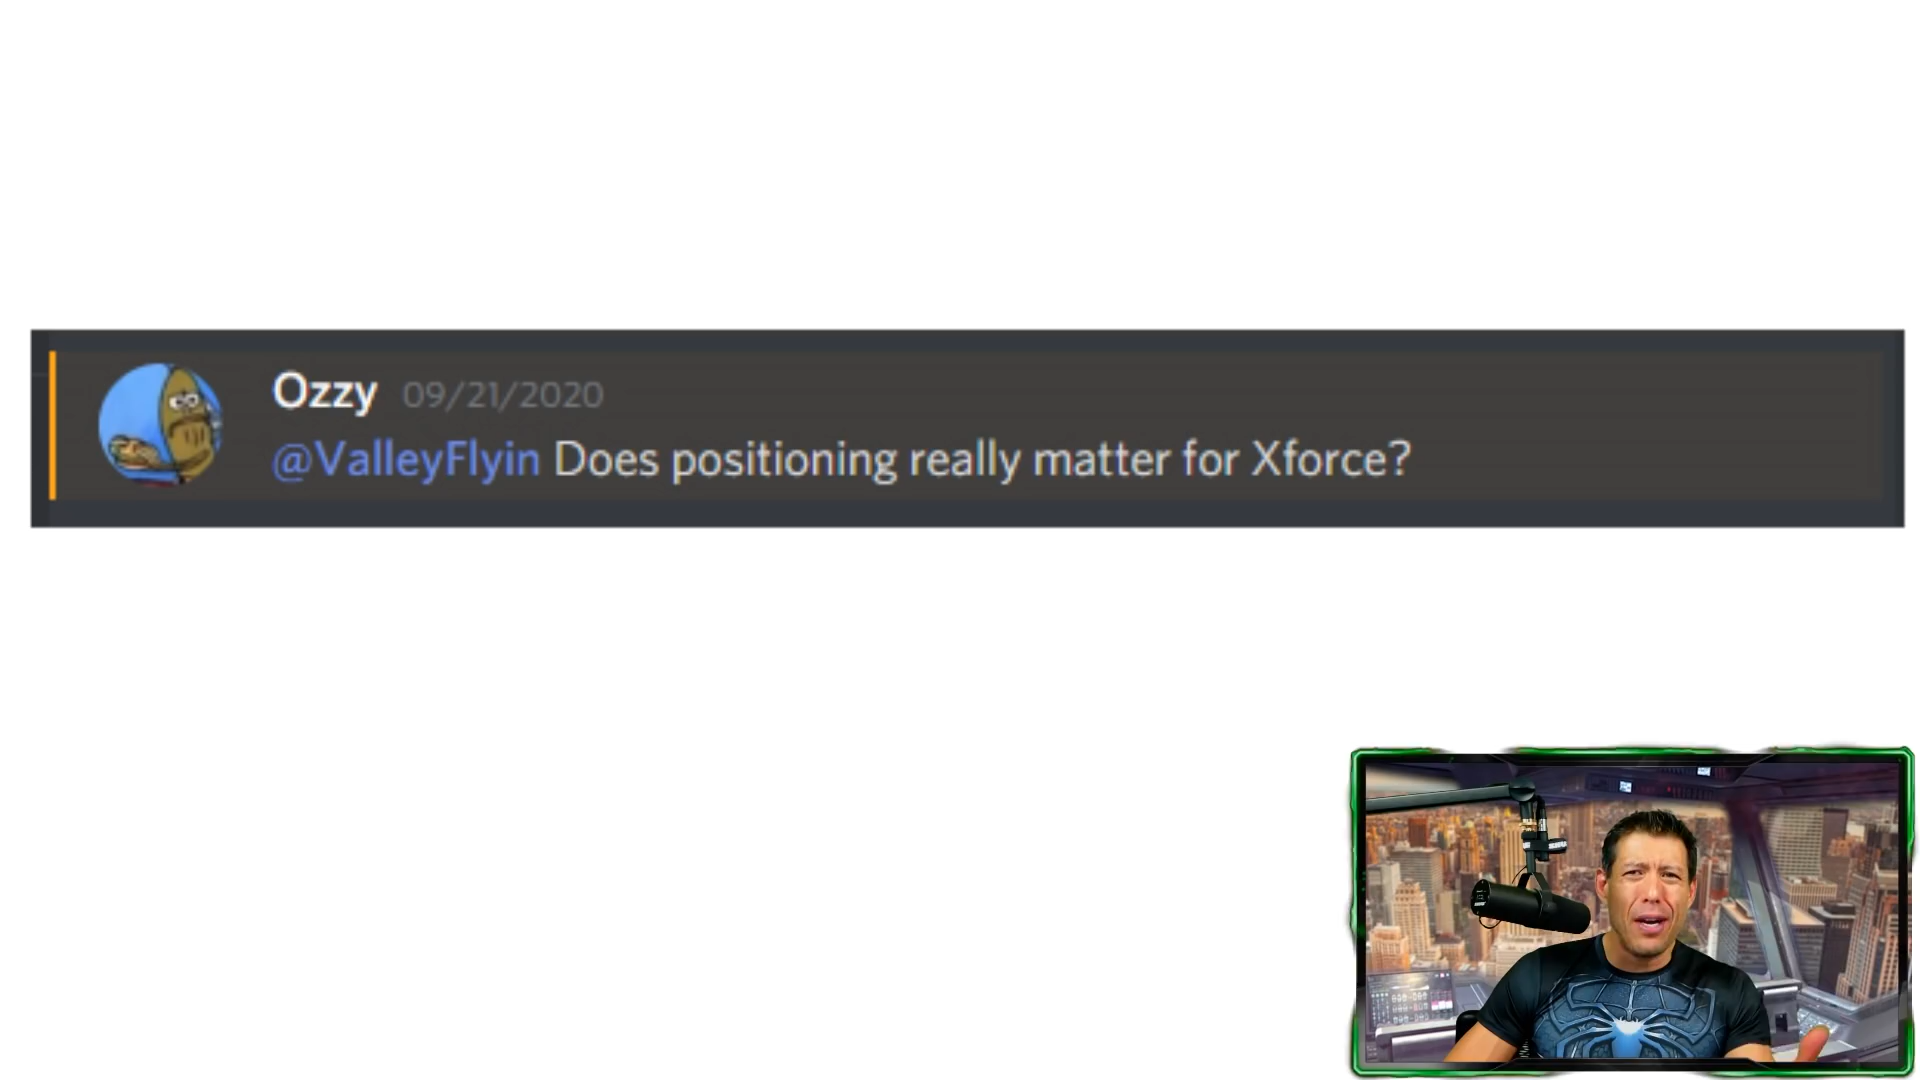 Ozzy 09/21/2020
@ValleyFlyin Does positioning really matter for Xforce?